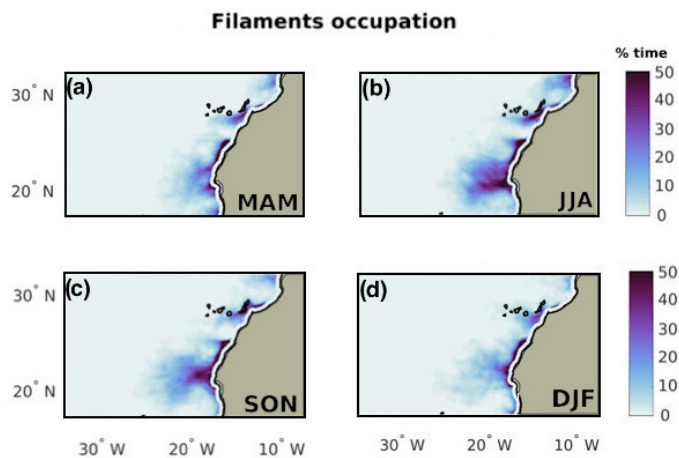 Filaments occupation
% time
(a)
MAM
30° N
20° N
(b)
JJA
50
40
30
20
10
0
(c)
SON
30° N
20° N
30° W
20° W
10° W
(d)
DJF
30° W
20° W
10° W
50
40
30
20
10
0